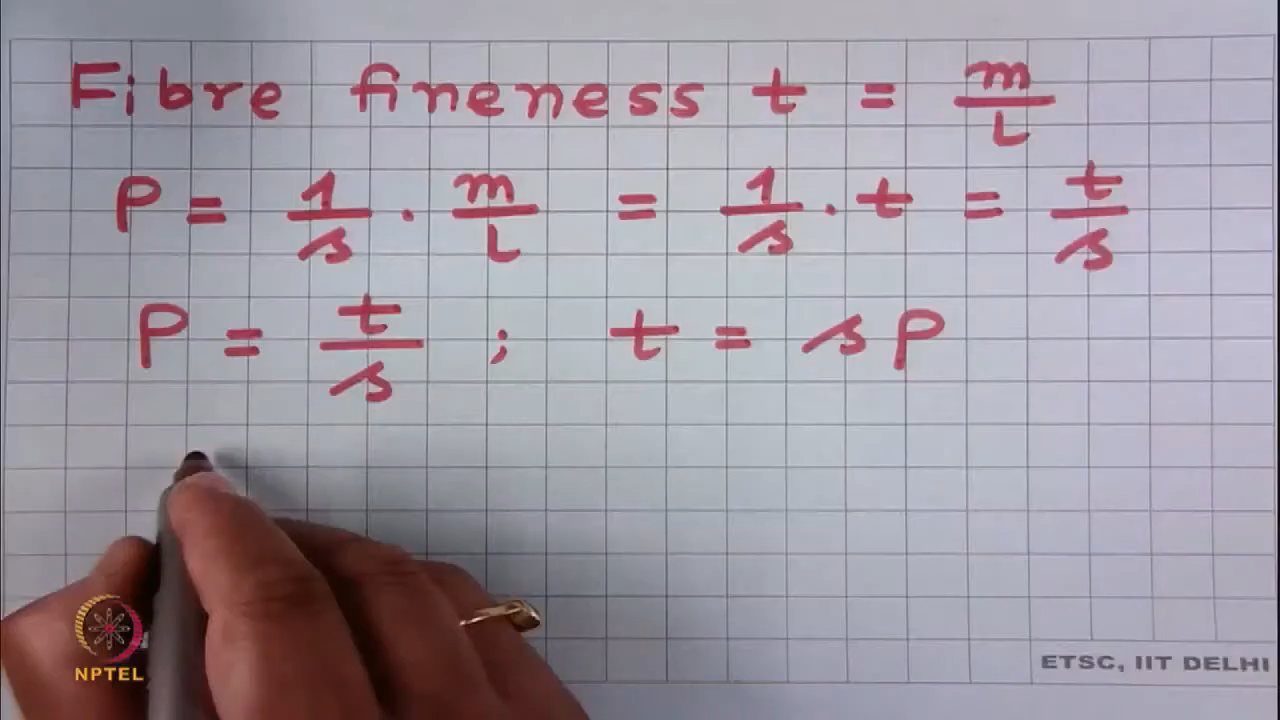 Fibre fineness t = m/l
P = 1/s · m/l = 1/s · t = t/s
P = t/s ; t = sP
NPTEL
ETSC, IIT DELHI